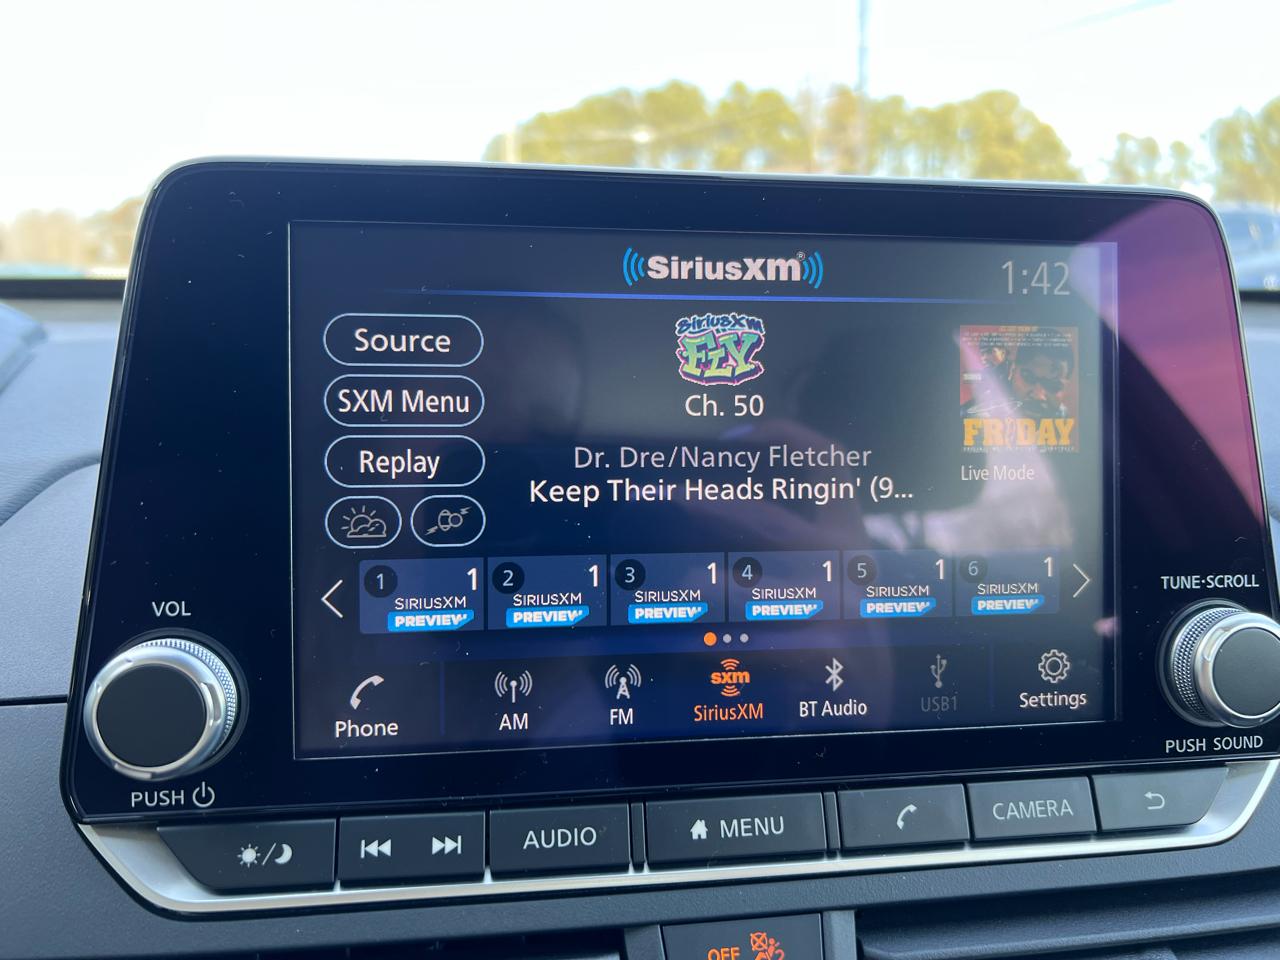 SiriusXM®
1:42
Source
SXM Menu
Replay
SiriusXM
FLY
Ch. 50
Dr. Dre/Nancy Fletcher
Keep Their Heads Ringin' (9...
FRIDAY
Live Mode
1 1
SIRIUSXM
PREVIEW
2 1
SIRIUSXM
PREVIEW
3 1
SIRIUSXM
PREVIEW
4 1
SIRIUSXM
PREVIEW
5 1
SIRIUSXM
PREVIEW
6 1
SIRIUSXM
PREVIEW
Phone
AM
FM
sxm
SiriusXM
BT Audio
USB1
Settings
VOL
PUSH
TUNE·SCROLL
PUSH SOUND
AUDIO
MENU
CAMERA
OFF